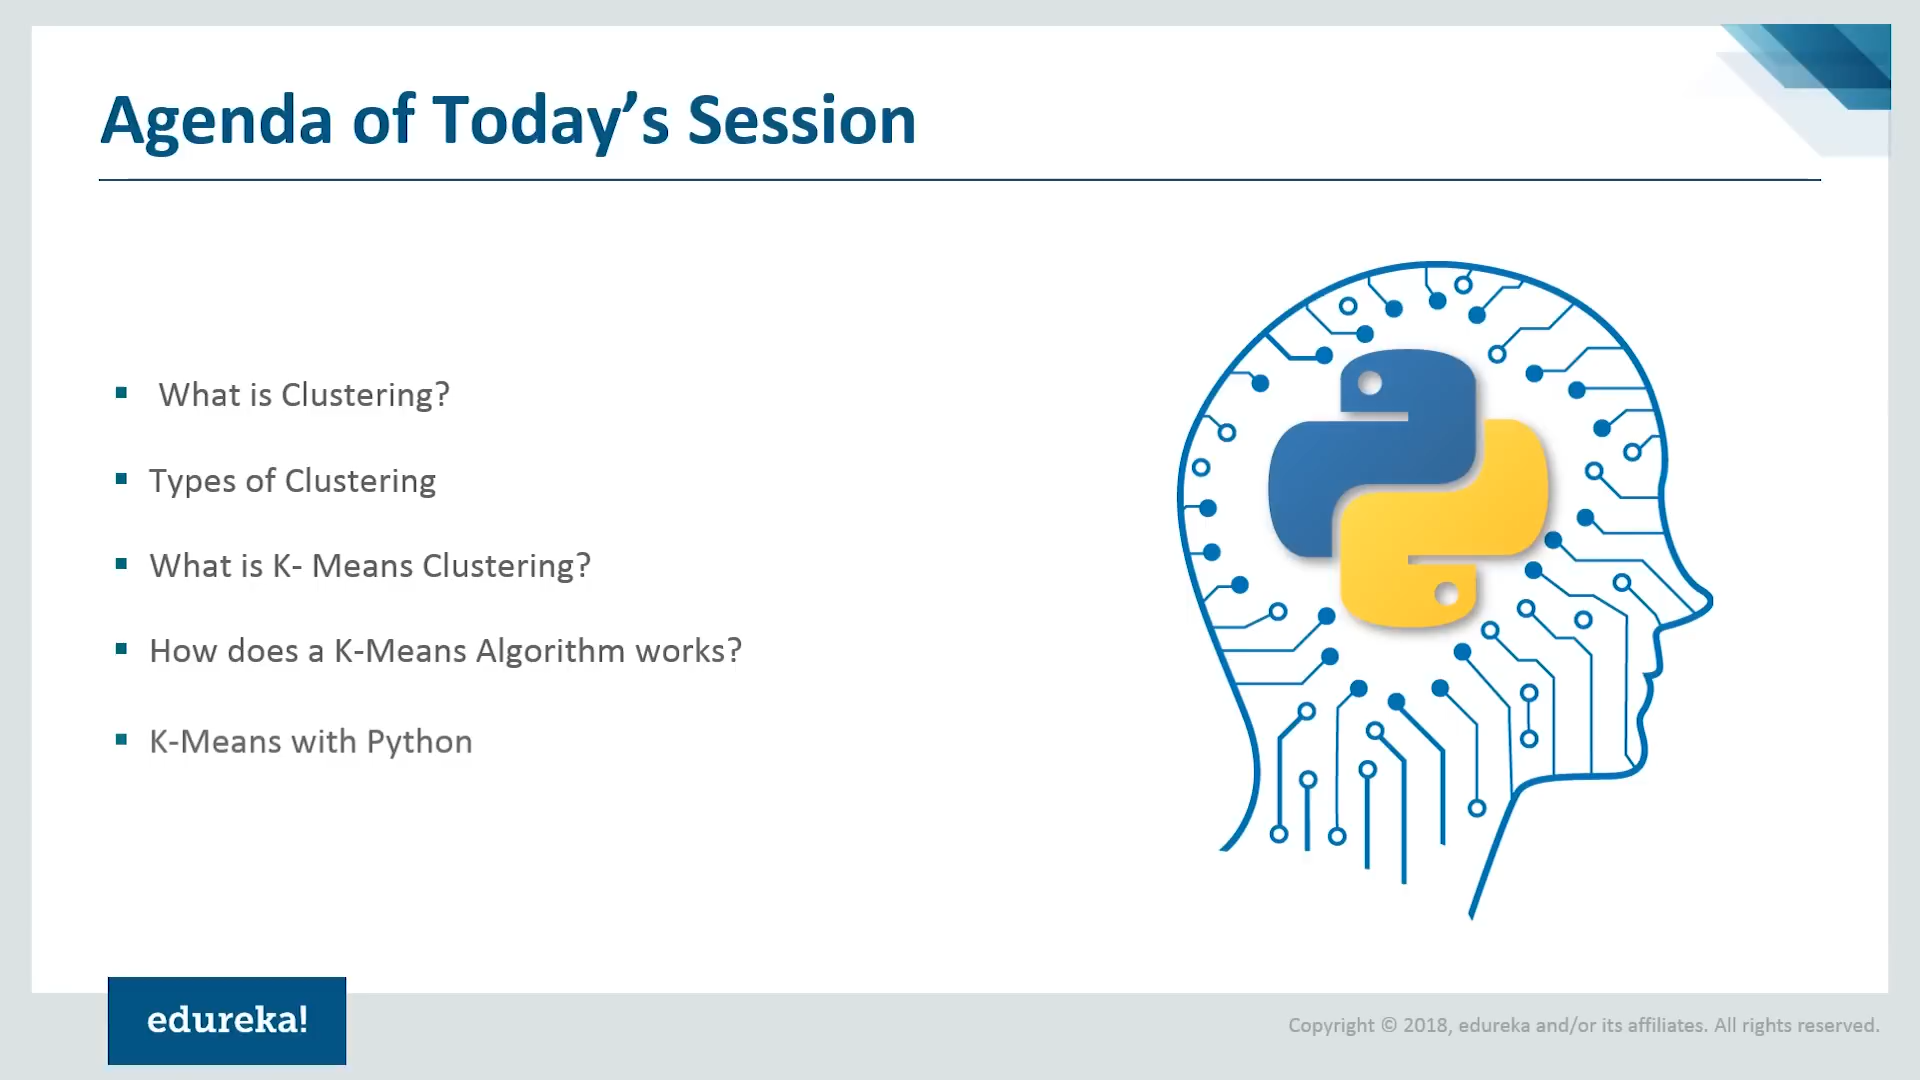 Agenda of Today’s Session
What is Clustering?
Types of Clustering
What is K- Means Clustering?
How does a K-Means Algorithm works?
K-Means with Python
edureka!
Copyright © 2018, edureka and/or its affiliates. All rights reserved.